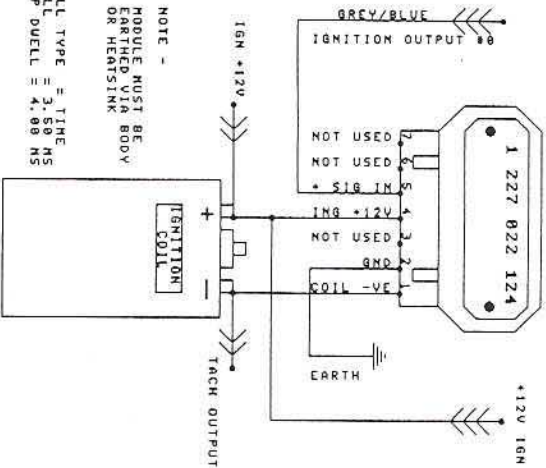 GREY/BLUE
IGNITION OUTPUT #0
1 227 022 124
7
NOT USED
6
NOT USED
5
+ SIG IN
4
ING +12V
3
NOT USED
2
GND
1
COIL -VE
EARTH
+12V IGN
IGN +12V
TACH OUTPUT
+
IGNITION
COIL
-
NOTE -
MODULE MUST BE
EARTHED VIA BODY
OR HEATSINK
LL TYPE = TIME
LL = 3.50 MS
P DWELL = 4.00 MS